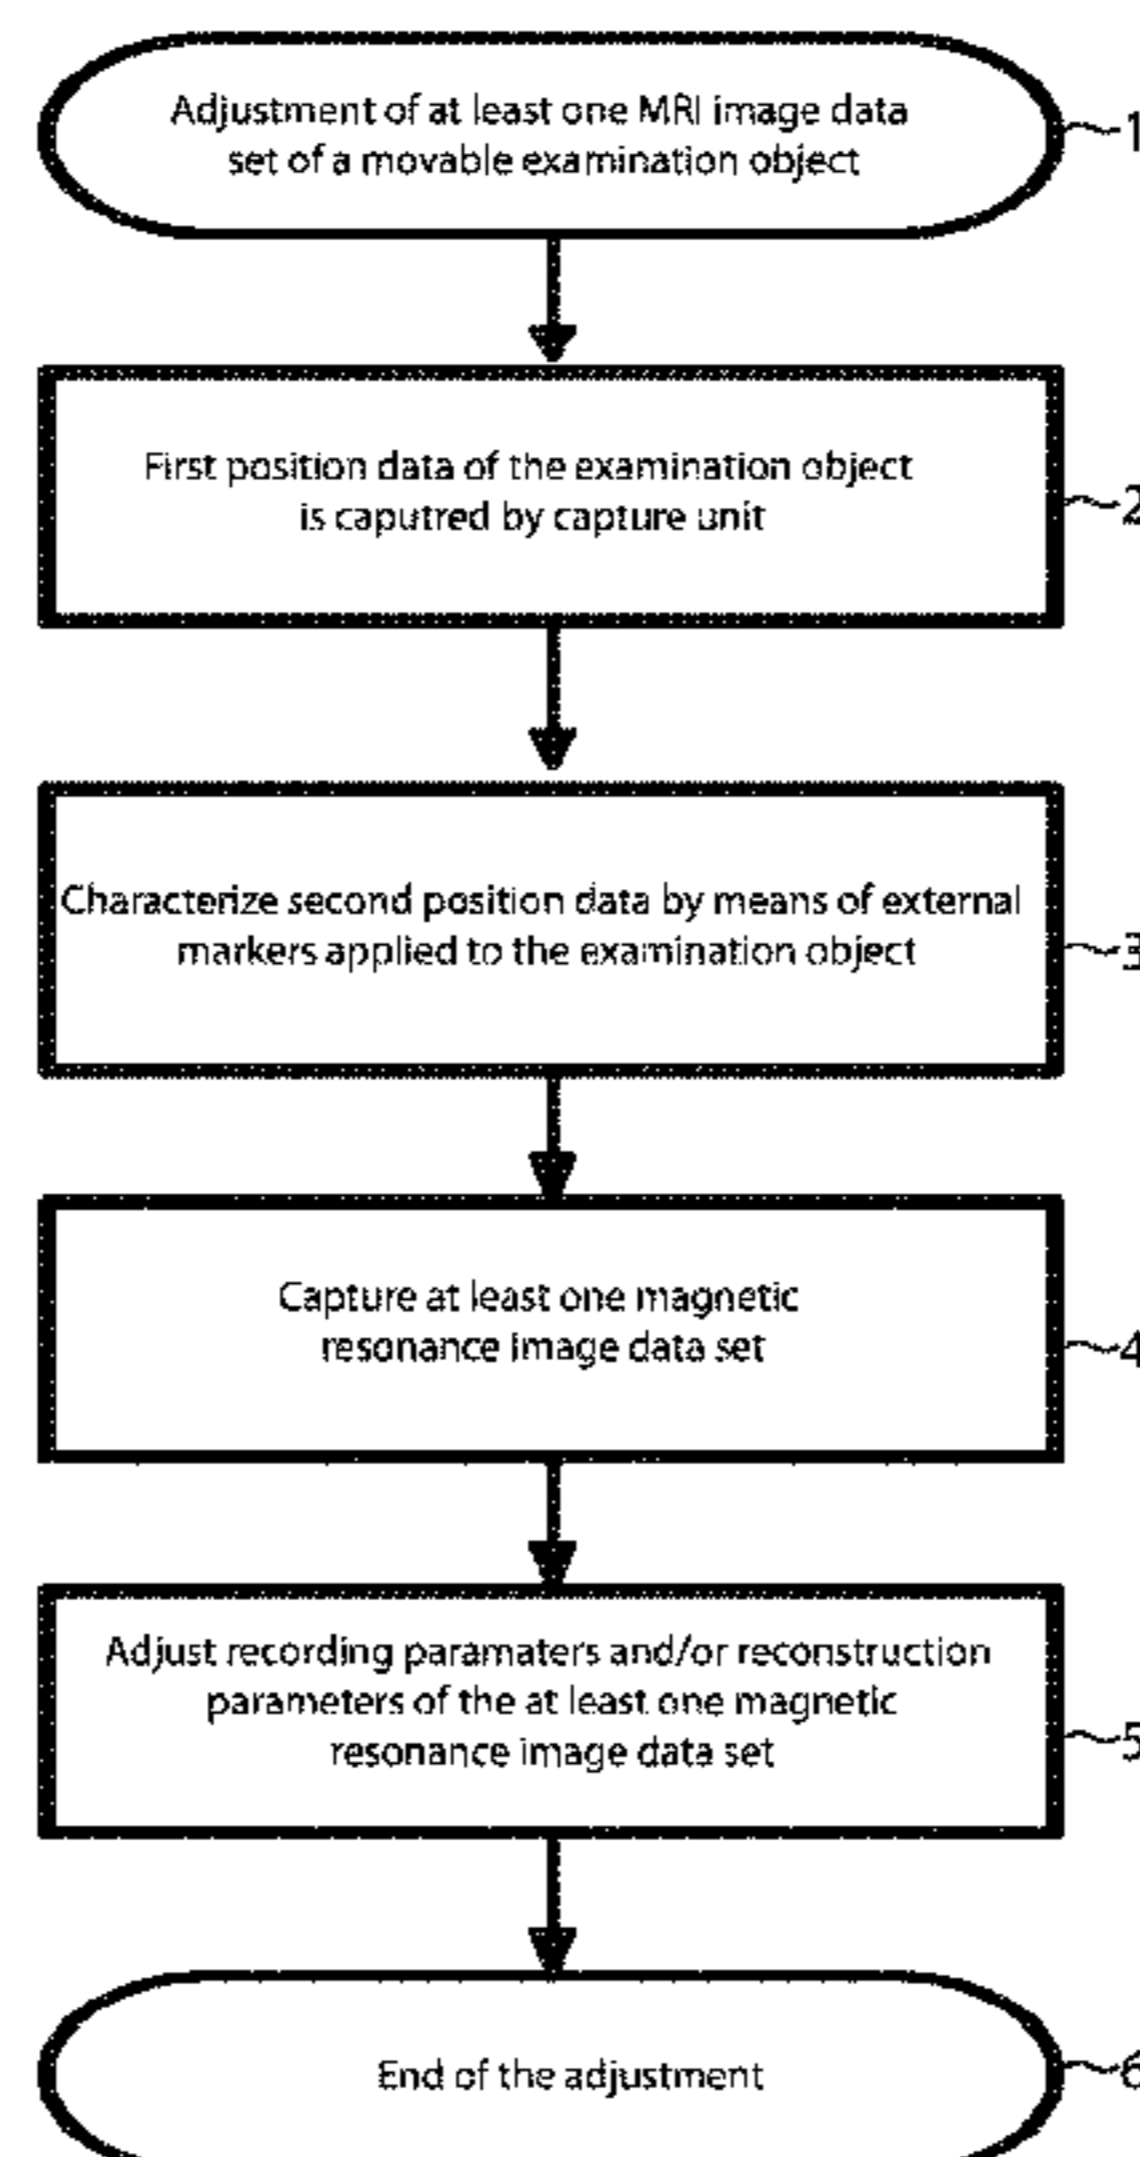 Adjustment of at least one MRI image data
set of a movable examination object
1
First position data of the examination object
is caputred by capture unit
2
Characterize second position data by means of external
markers applied to the examination object
3
Capture at least one magnetic
resonance image data set
4
Adjust recording paramaters and/or reconstruction
parameters of the at least one magnetic
resonance image data set
5
End of the adjustment
6